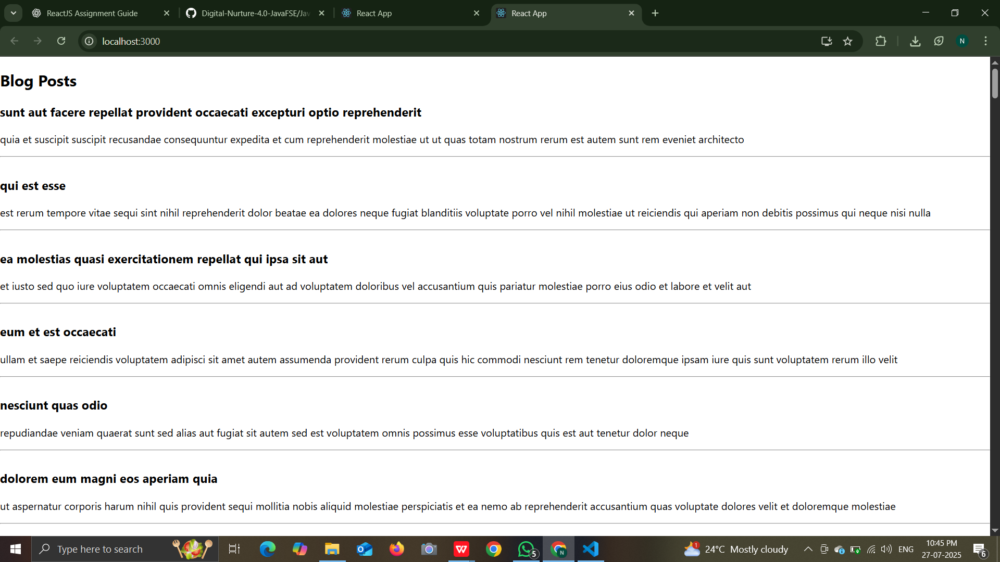 ReactJS Assignment Guide
Digital-Nurture-4.0-JavaFSE/Jav
React App
React App
localhost:3000
N
Blog Posts
sunt aut facere repellat provident occaecati excepturi optio reprehenderit
quia et suscipit suscipit recusandae consequuntur expedita et cum reprehenderit molestiae ut ut quas totam nostrum rerum est autem sunt rem eveniet architecto
qui est esse
est rerum tempore vitae sequi sint nihil reprehenderit dolor beatae ea dolores neque fugiat blanditiis voluptate porro vel nihil molestiae ut reiciendis qui aperiam non debitis possimus qui neque nisi nulla
ea molestias quasi exercitationem repellat qui ipsa sit aut
et iusto sed quo iure voluptatem occaecati omnis eligendi aut ad voluptatem doloribus vel accusantium quis pariatur molestiae porro eius odio et labore et velit aut
eum et est occaecati
ullam et saepe reiciendis voluptatem adipisci sit amet autem assumenda provident rerum culpa quis hic commodi nesciunt rem tenetur doloremque ipsam iure quis sunt voluptatem rerum illo velit
nesciunt quas odio
repudiandae veniam quaerat sunt sed alias aut fugiat sit autem sed est voluptatem omnis possimus esse voluptatibus quis est aut tenetur dolor neque
dolorem eum magni eos aperiam quia
ut aspernatur corporis harum nihil quis provident sequi mollitia nobis aliquid molestiae perspiciatis et ea nemo ab reprehenderit accusantium quas voluptate dolores velit et doloremque molestiae
Type here to search
5
N
1
24°C Mostly cloudy
ENG
10:45 PM
27-07-2025
6